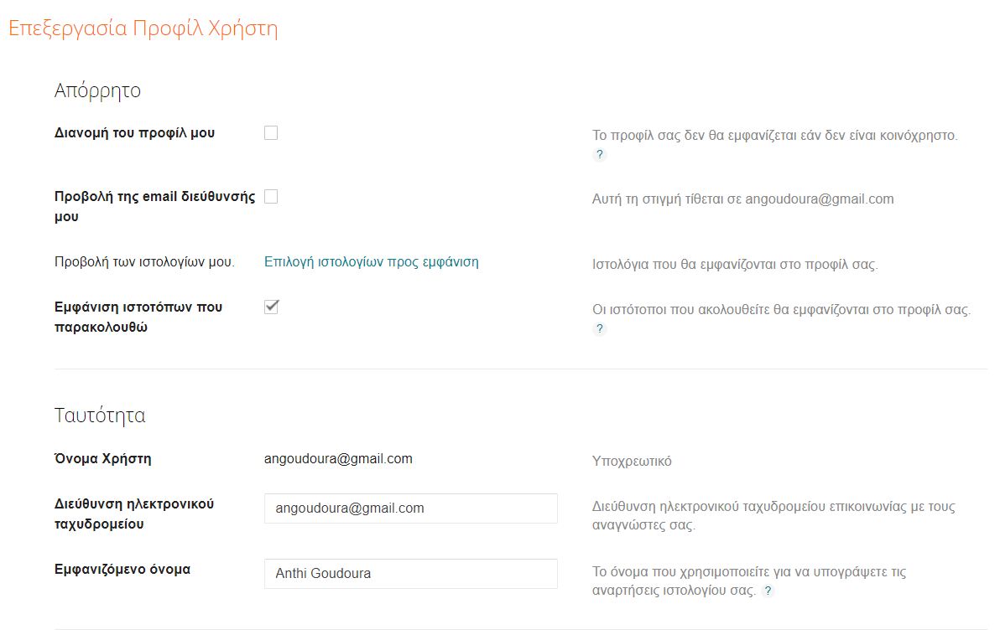 Επεξεργασία Προφίλ Χρήστη
Απόρρητο
Διανομή του προφίλ μου
Το προφίλ σας δεν θα εμφανίζεται εάν δεν είναι κοινόχρηστο.
?
Προβολή της email διεύθυνσής
μου
Αυτή τη στιγμή τίθεται σε angoudoura@gmail.com
Προβολή των ιστολογίων μου.
Επιλογή ιστολογίων προς εμφάνιση
Ιστολόγια που θα εμφανίζονται στο προφίλ σας.
Εμφάνιση ιστοτόπων που
παρακολουθώ
Οι ιστότοποι που ακολουθείτε θα εμφανίζονται στο προφίλ σας.
?
Ταυτότητα
Όνομα Χρήστη
angoudoura@gmail.com
Υποχρεωτικό
Διεύθυνση ηλεκτρονικού
ταχυδρομείου
angoudoura@gmail.com
Διεύθυνση ηλεκτρονικού ταχυδρομείου επικοινωνίας με τους
αναγνώστες σας.
Εμφανιζόμενο όνομα
Anthi Goudoura
Το όνομα που χρησιμοποιείτε για να υπογράψετε τις
αναρτήσεις ιστολογίου σας. ?